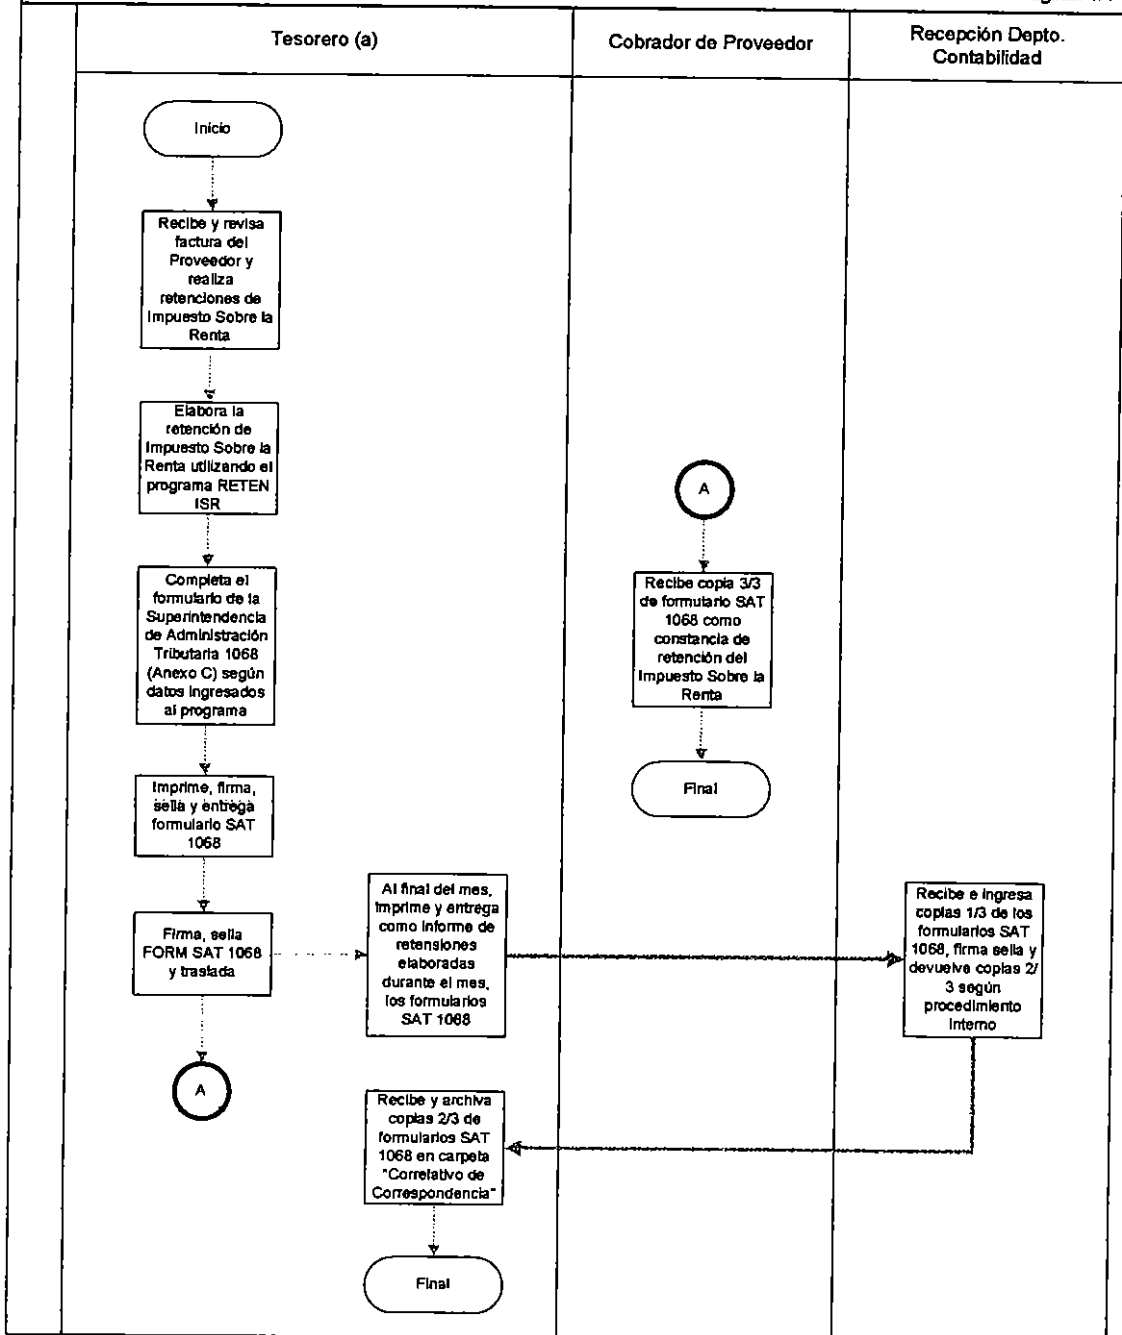 Tesorero (a)
Cobrador de Proveedor
Recepción Depto.
Contabilidad
Inicio
Recibe y revisa
factura del
Proveedor y
realiza
retenciones de
Impuesto Sobre la
Renta
Elabora la
retención de
Impuesto Sobre la
Renta utilizando el
programa RETEN
ISR
Completa el
formulario de la
Superintendencia
de Administración
Tributaria 1068
(Anexo C) según
datos ingresados
al programa
Imprime, firma,
sella y entrega
formulario SAT
1068
Firma, sella
FORM SAT 1068
y traslada
A
Al final del mes,
imprime y entrega
como informe de
retensiones
elaboradas
durante el mes,
los formularios
SAT 1068
A
Recibe copia 3/3
de formulario SAT
1068 como
constancia de
retención del
Impuesto Sobre la
Renta
Final
Recibe e ingresa
copias 1/3 de los
formularios SAT
1068, firma sella y
devuelve copias 2/
3 según
procedimiento
interno
Recibe y archiva
copias 2/3 de
formularios SAT
1068 en carpeta
"Correlativo de
Correspondencia"
Final